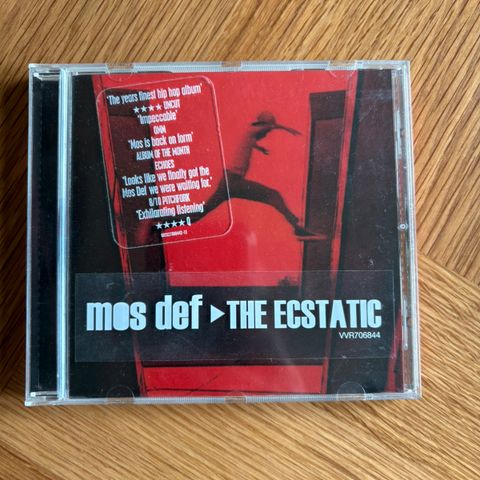 'The years finest hip hop album'
★★★★ UNCUT
'Impeccable'
OMM
'Mos is back on form'
ALBUM OF THE MONTH
ECHOES
'Looks like we finally got the
Mos Def we were waiting for.'
8/10 PITCHFORK
'Exhilarating listening'
★★★★ Q
mos def ▶ THE ECSTATIC
VVR706844